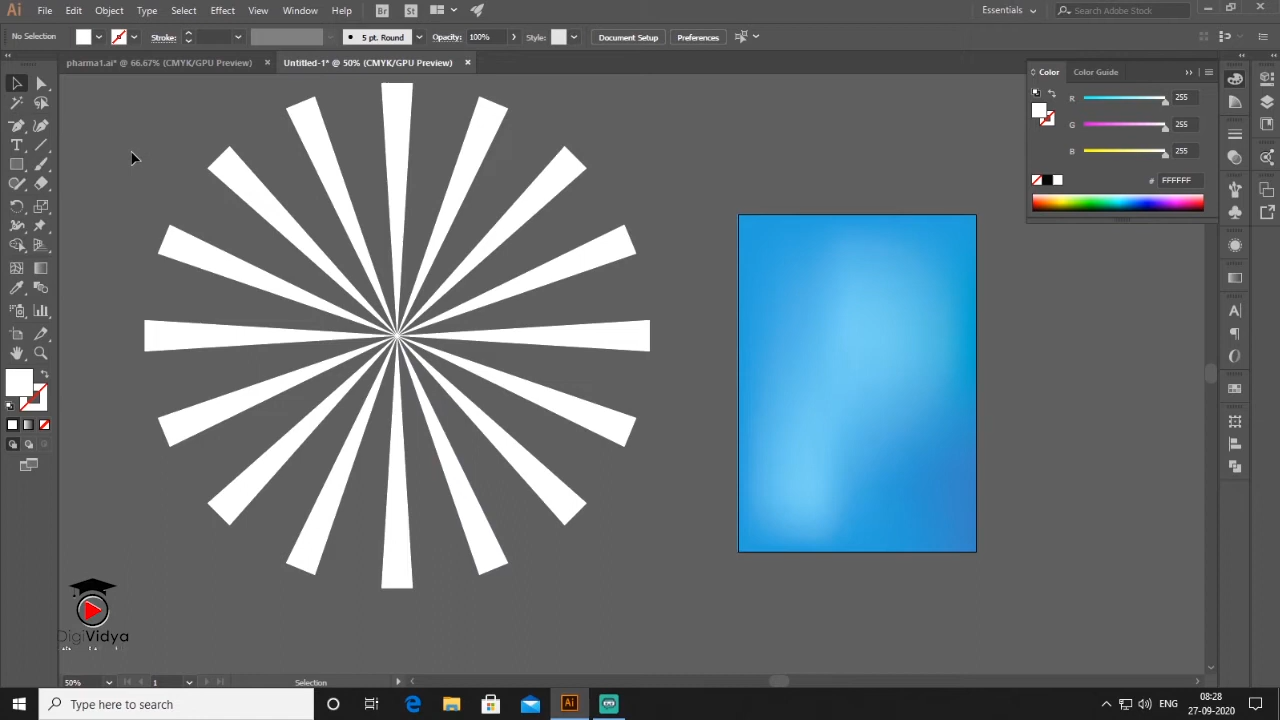 Ai File Edit Object Type Select Effect View Window Help Br St Essentials Search Adobe Stock
No Selection Stroke: 5 pt. Round Opacity: 100% Style: Document Setup Preferences
pharma1.ai* @ 66.67% (CMYK/GPU Preview) × Untitled-1* @ 50% (CMYK/GPU Preview) ×
Color Color Guide
R 255
G 255
B 255
# FFFFFF
DigiVidya
50% 1 Selection
Type here to search Ai ENG 08:28
27-09-2020